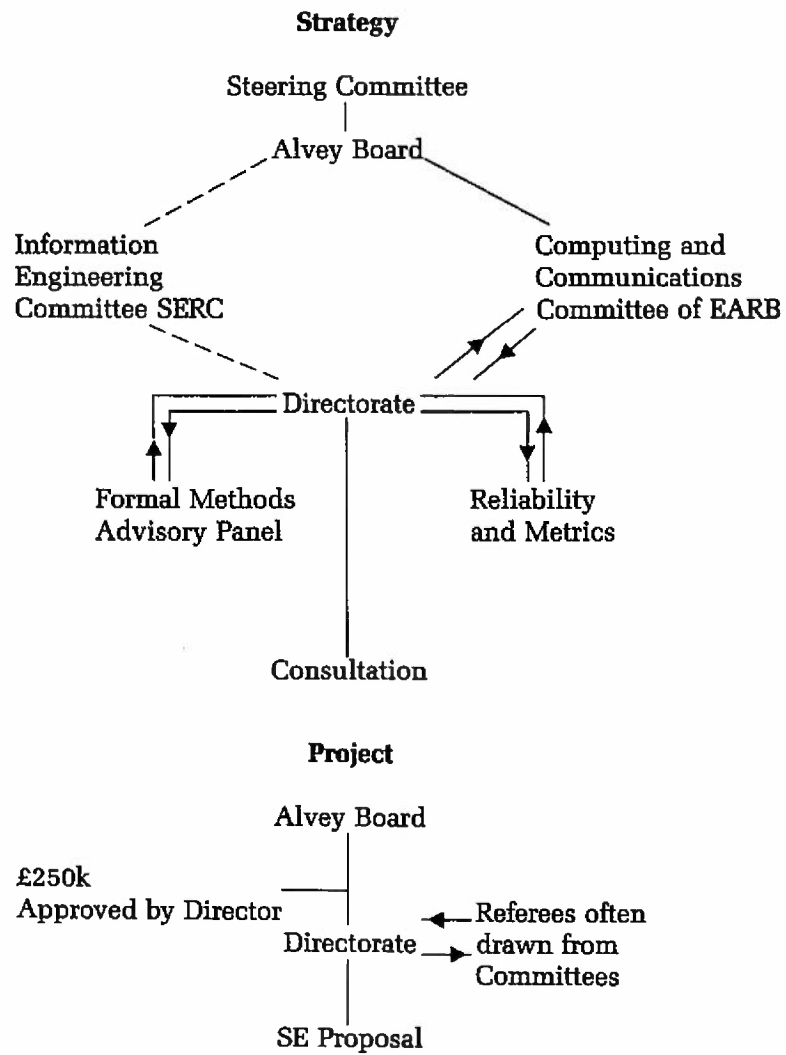 Strategy
Steering Committee
Alvey Board
Information
Engineering
Committee SERC
Computing and
Communications
Committee of EARB
Directorate
Formal Methods
Advisory Panel
Reliability
and Metrics
Consultation
Project
Alvey Board
£250k
Approved by Director
Directorate
Referees often
drawn from
Committees
SE Proposal